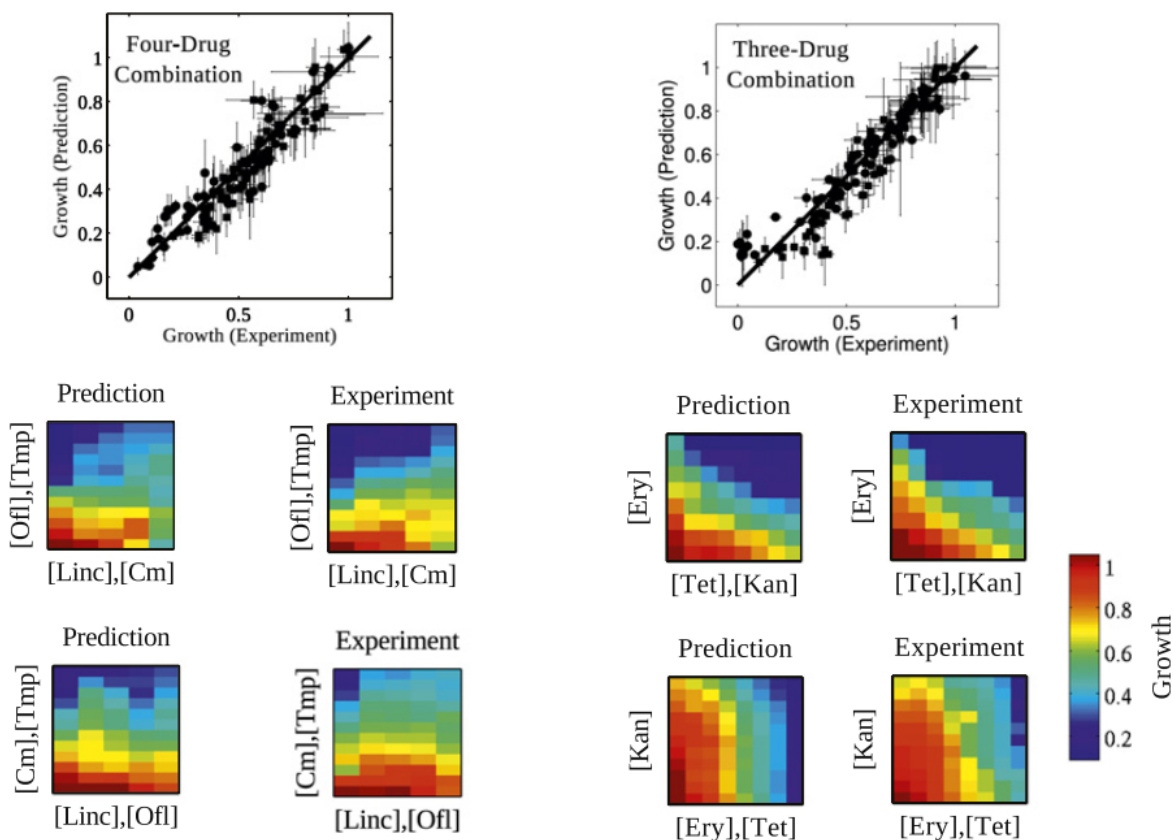 Four-Drug
Combination
Growth (Prediction)
1
0.8
0.6
0.4
0.2
0
0
0.5
1
Growth (Experiment)
Three-Drug
Combination
Growth (Prediction)
1
0.8
0.6
0.4
0.2
0
0
0.5
1
Growth (Experiment)
Prediction
[Ofl],[Tmp]
[Linc],[Cm]
Experiment
[Ofl],[Tmp]
[Linc],[Cm]
Prediction
[Ery]
[Tet],[Kan]
Experiment
[Ery]
[Tet],[Kan]
Prediction
[Cm],[Tmp]
[Linc],[Ofl]
Experiment
[Cm],[Tmp]
[Linc],[Ofl]
Prediction
[Kan]
[Ery],[Tet]
Experiment
[Kan]
[Ery],[Tet]
1
0.8
0.6
0.4
0.2
Growth